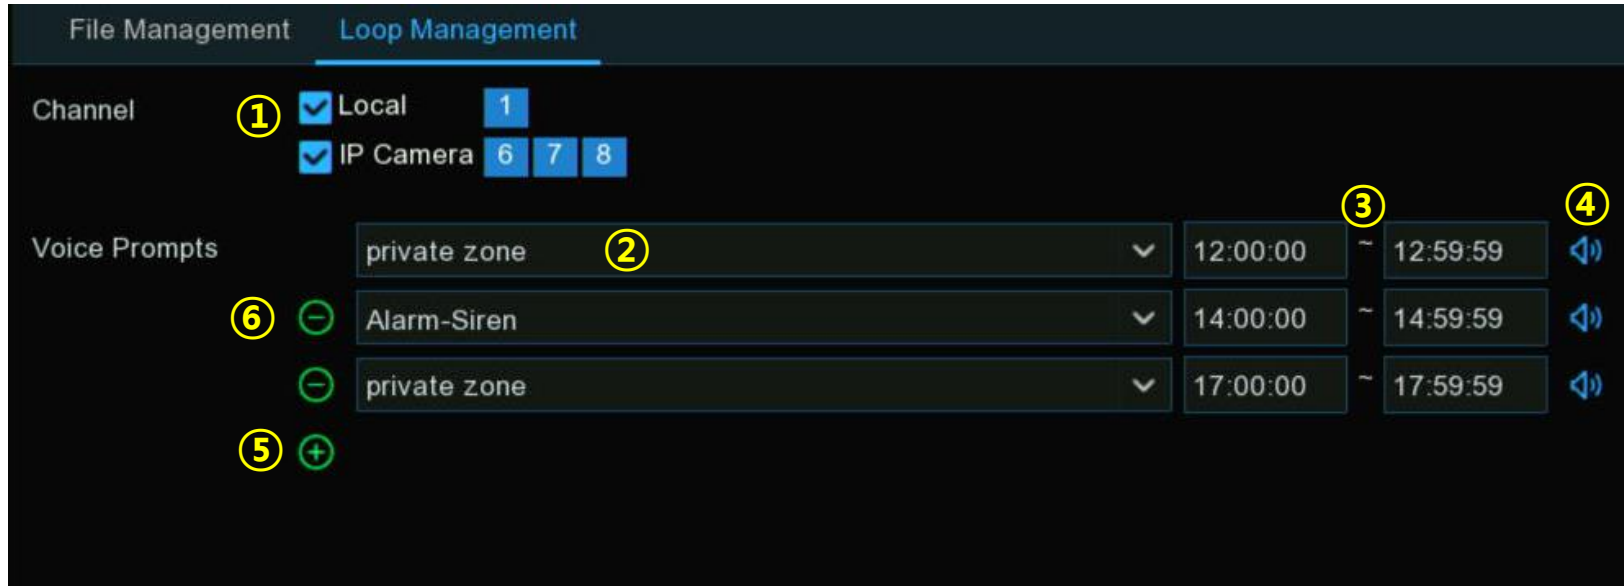 File Management Loop Management
Channel ① Local 1
IP Camera 6 7 8
③ ④
Voice Prompts private zone ② 12:00:00 ~ 12:59:59
⑥ Alarm-Siren 14:00:00 ~ 14:59:59
private zone 17:00:00 ~ 17:59:59
⑤